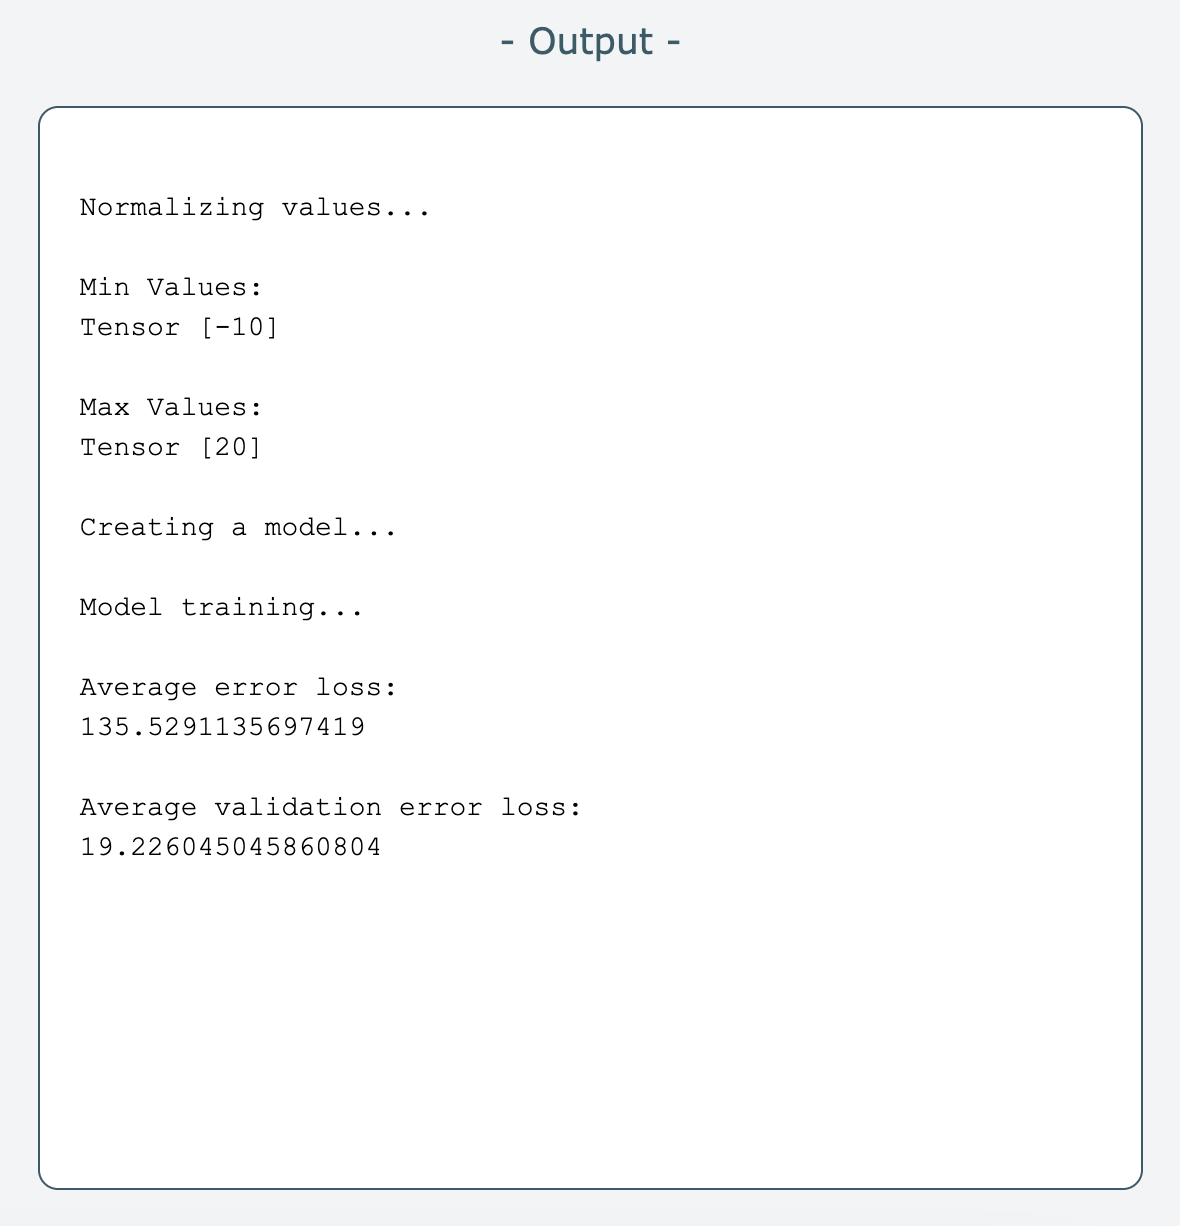 - Output -
Normalizing values...
Min Values:
Tensor [-10]
Max Values:
Tensor [20]
Creating a model...
Model training...
Average error loss:
135.5291135697419
Average validation error loss:
19.226045045860804